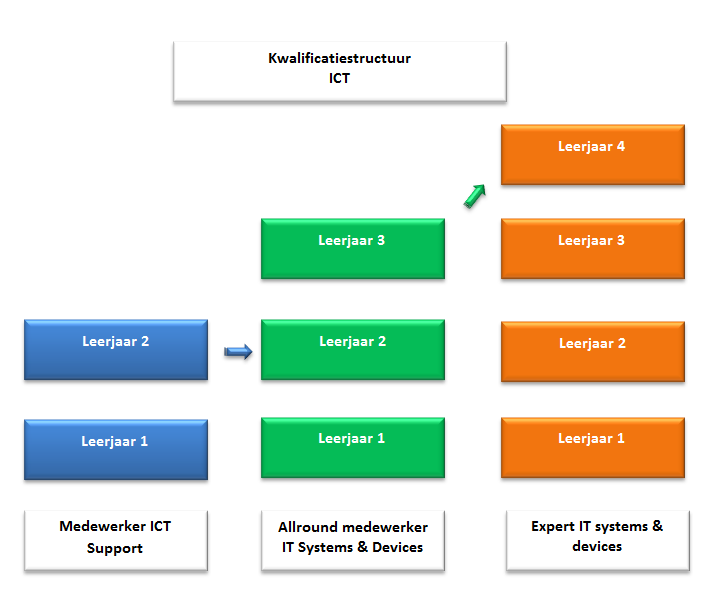 Kwalificatiestructuur
ICT
Leerjaar 4
Leerjaar 3
Leerjaar 3
Leerjaar 2
Leerjaar 2
Leerjaar 2
Leerjaar 1
Leerjaar 1
Leerjaar 1
Medewerker ICT
Support
Allround medewerker
IT Systems & Devices
Expert IT systems &
devices